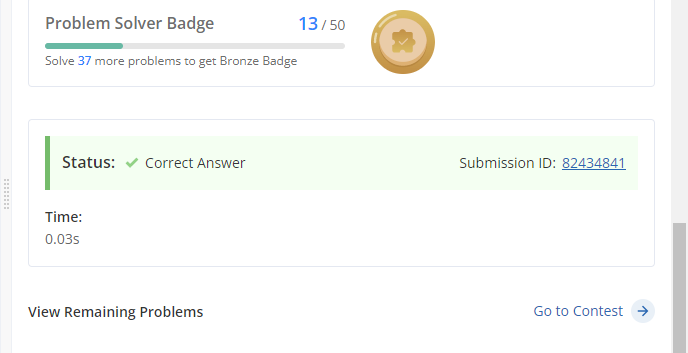 Problem Solver Badge 13 / 50
Solve 37 more problems to get Bronze Badge
Status: Correct Answer Submission ID: 82434841
Time:
0.03s
View Remaining Problems Go to Contest